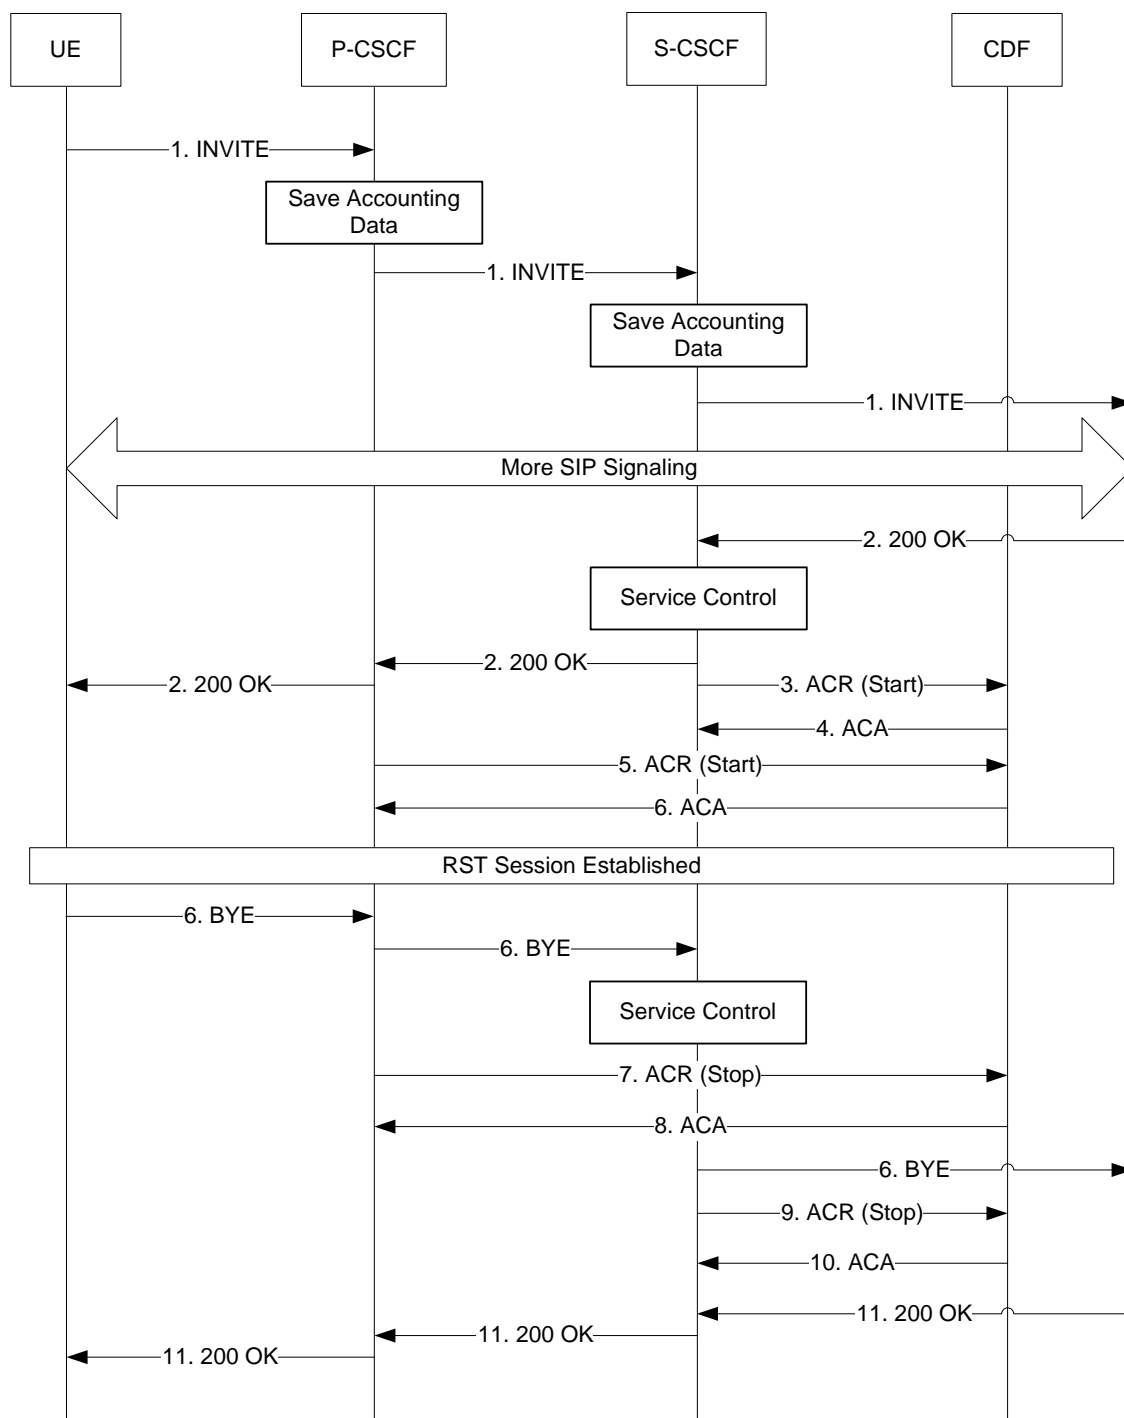 UE
P-CSCF
S-CSCF
CDF
1. INVITE
Save Accounting
Data
1. INVITE
Save Accounting
Data
1. INVITE
More SIP Signaling
2. 200 OK
Service Control
2. 200 OK
2. 200 OK
3. ACR (Start)
4. ACA
5. ACR (Start)
6. ACA
RST Session Established
6. BYE
6. BYE
Service Control
7. ACR (Stop)
8. ACA
6. BYE
9. ACR (Stop)
10. ACA
11. 200 OK
11. 200 OK
11. 200 OK